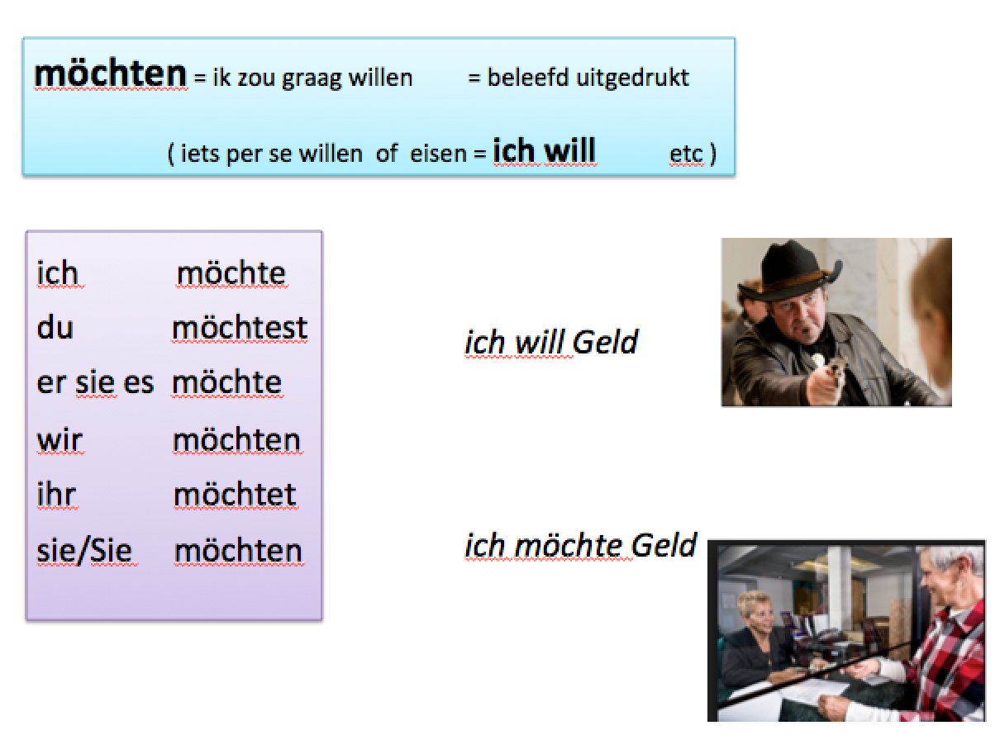 möchten = ik zou graag willen = beleefd uitgedrukt
( iets per se willen of eisen = ich will etc )
ich möchte
du möchtest
er sie es möchte
wir möchten
ihr möchtet
sie/Sie möchten
ich will Geld
ich möchte Geld